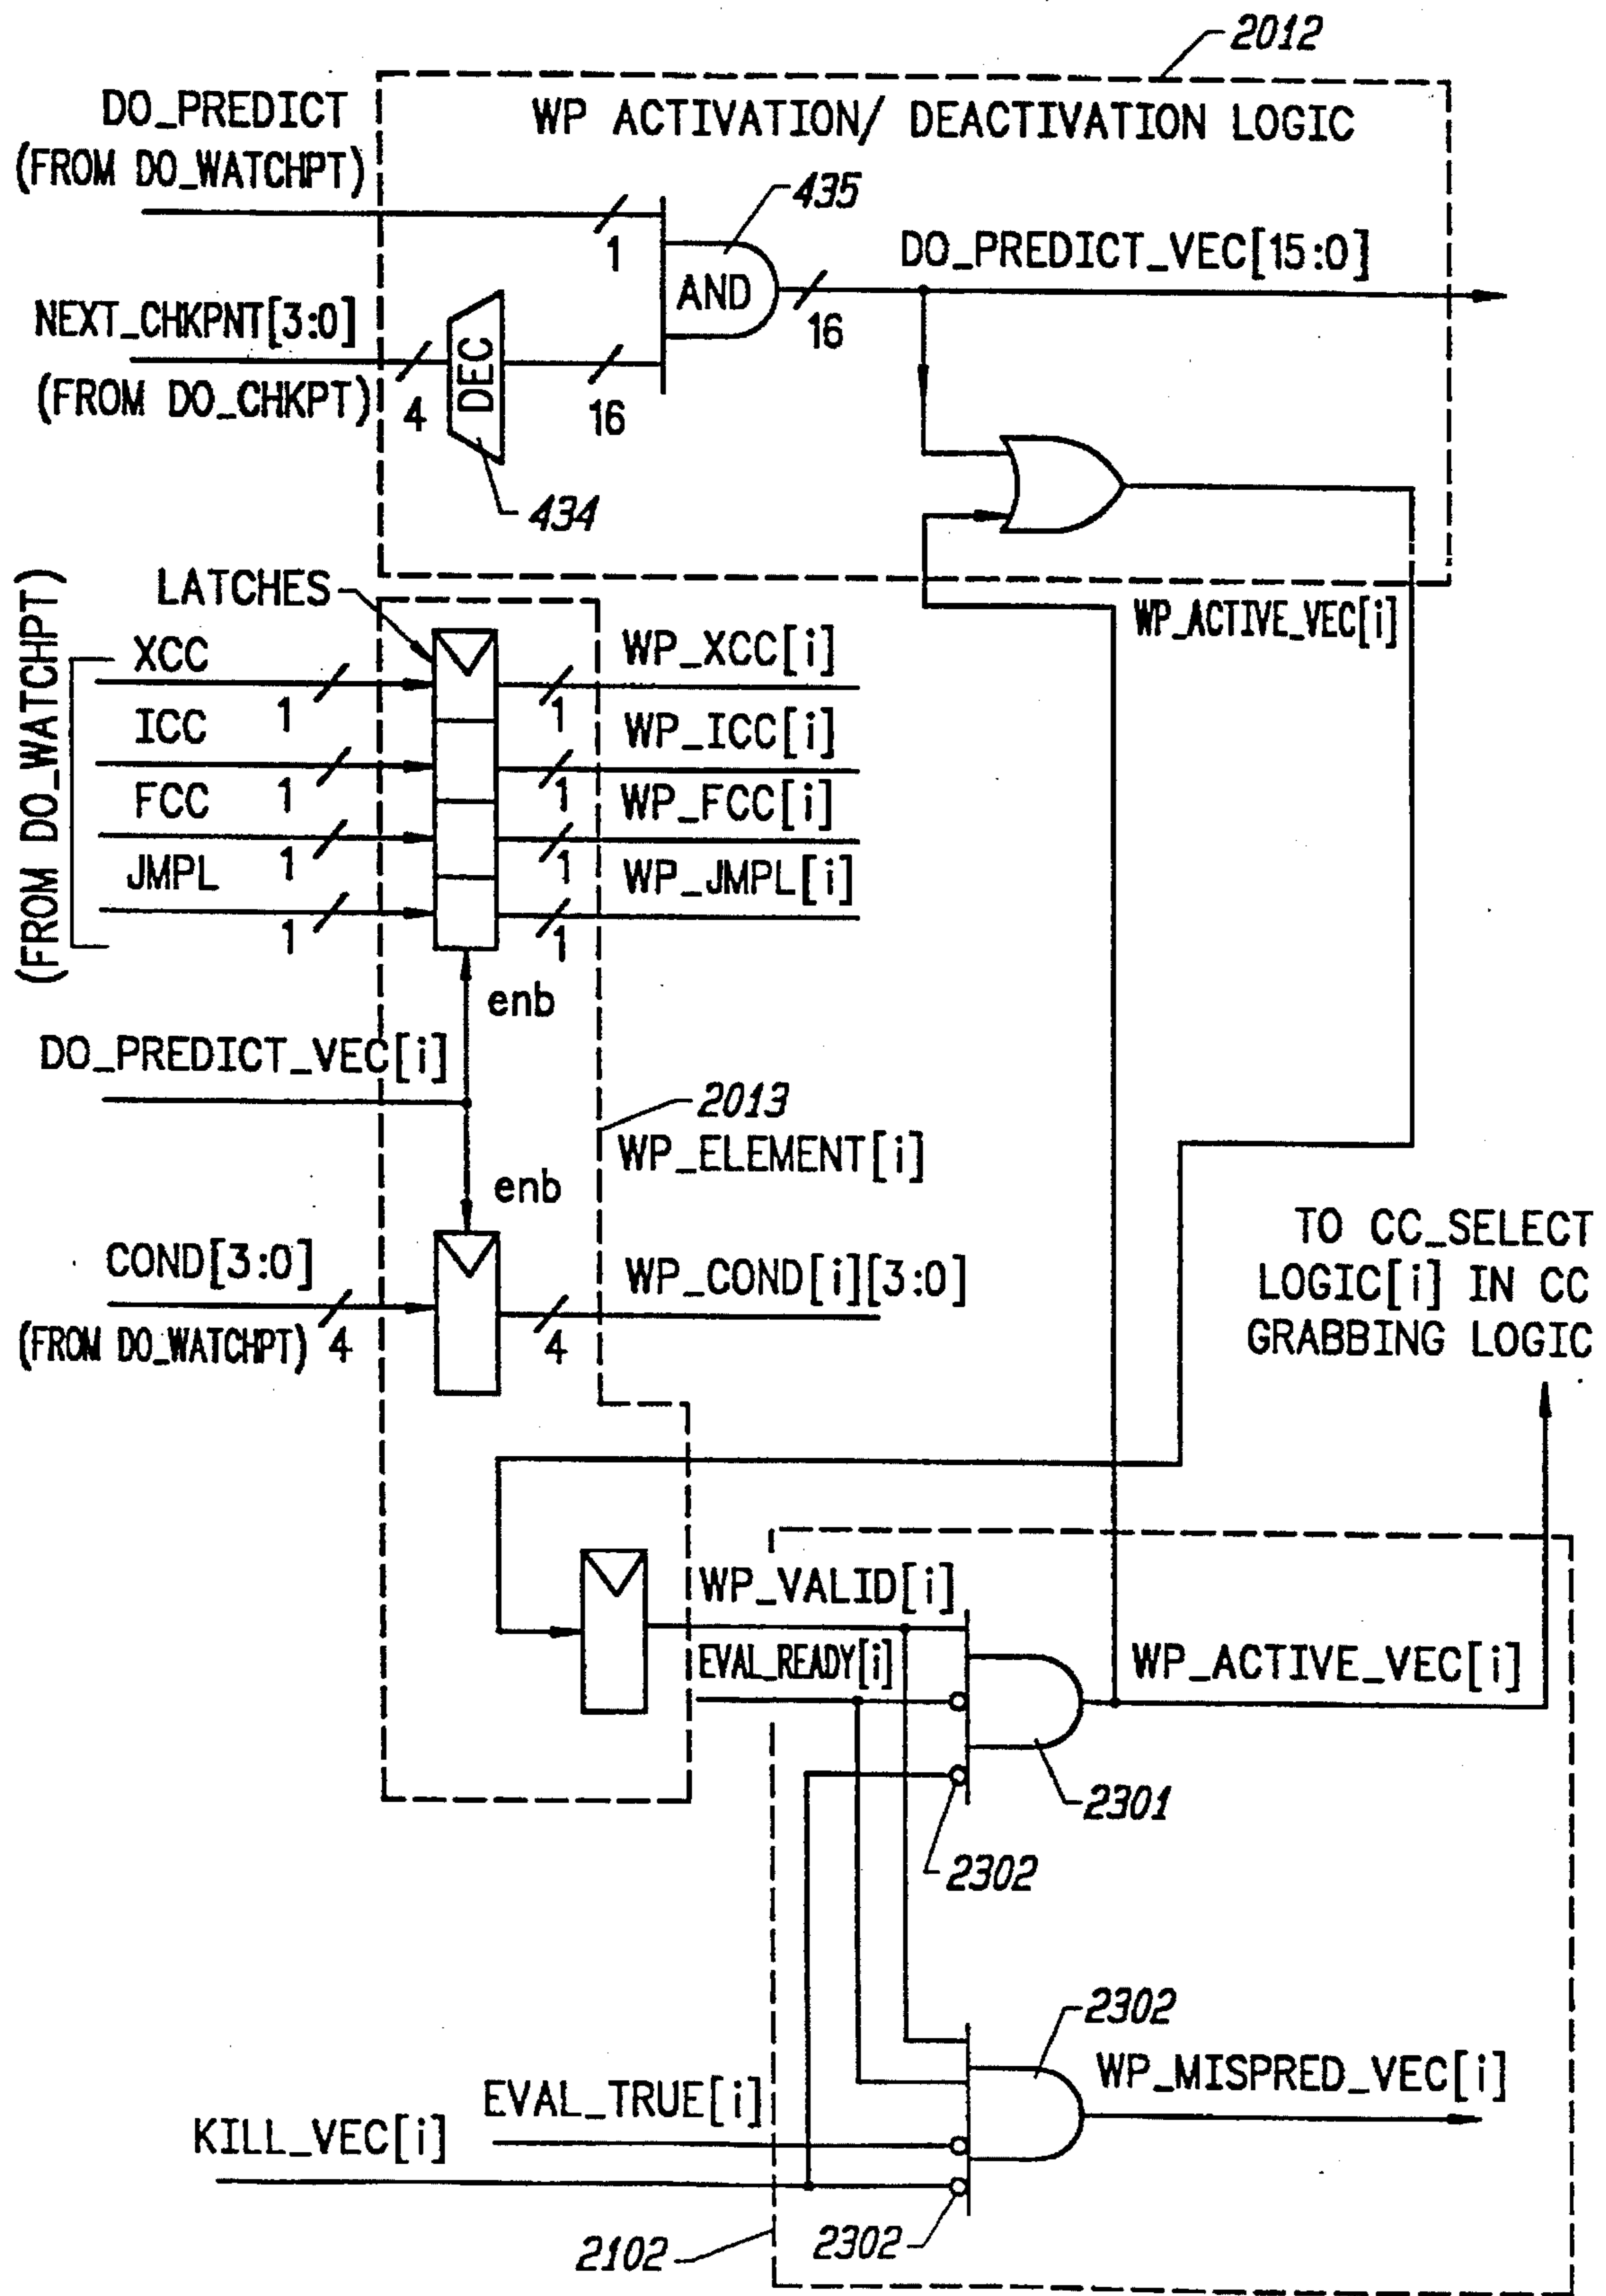 2012
DO_PREDICT
(FROM DO_WATCHPT)
WP ACTIVATION/ DEACTIVATION LOGIC
435
1
AND
DO_PREDICT_VEC[15:0]
16
NEXT_CHKPNT[3:0]
(FROM DO_CHKPT)
4
DEC
16
434
LATCHES
WP_ACTIVE_VEC[i]
(FROM DO_WATCHPT)
XCC
1
1
WP_XCC[i]
ICC
1
1
WP_ICC[i]
FCC
1
1
WP_FCC[i]
JMPL
1
1
WP_JMPL[i]
enb
DO_PREDICT_VEC[i]
2013
WP_ELEMENT[i]
enb
COND[3:0]
(FROM DO_WATCHPT)
4
4
WP_COND[i][3:0]
TO CC_SELECT
LOGIC[i] IN CC
GRABBING LOGIC
WP_VALID[i]
EVAL_READY[i]
WP_ACTIVE_VEC[i]
2301
2302
2302
WP_MISPRED_VEC[i]
EVAL_TRUE[i]
KILL_VEC[i]
2102
2302